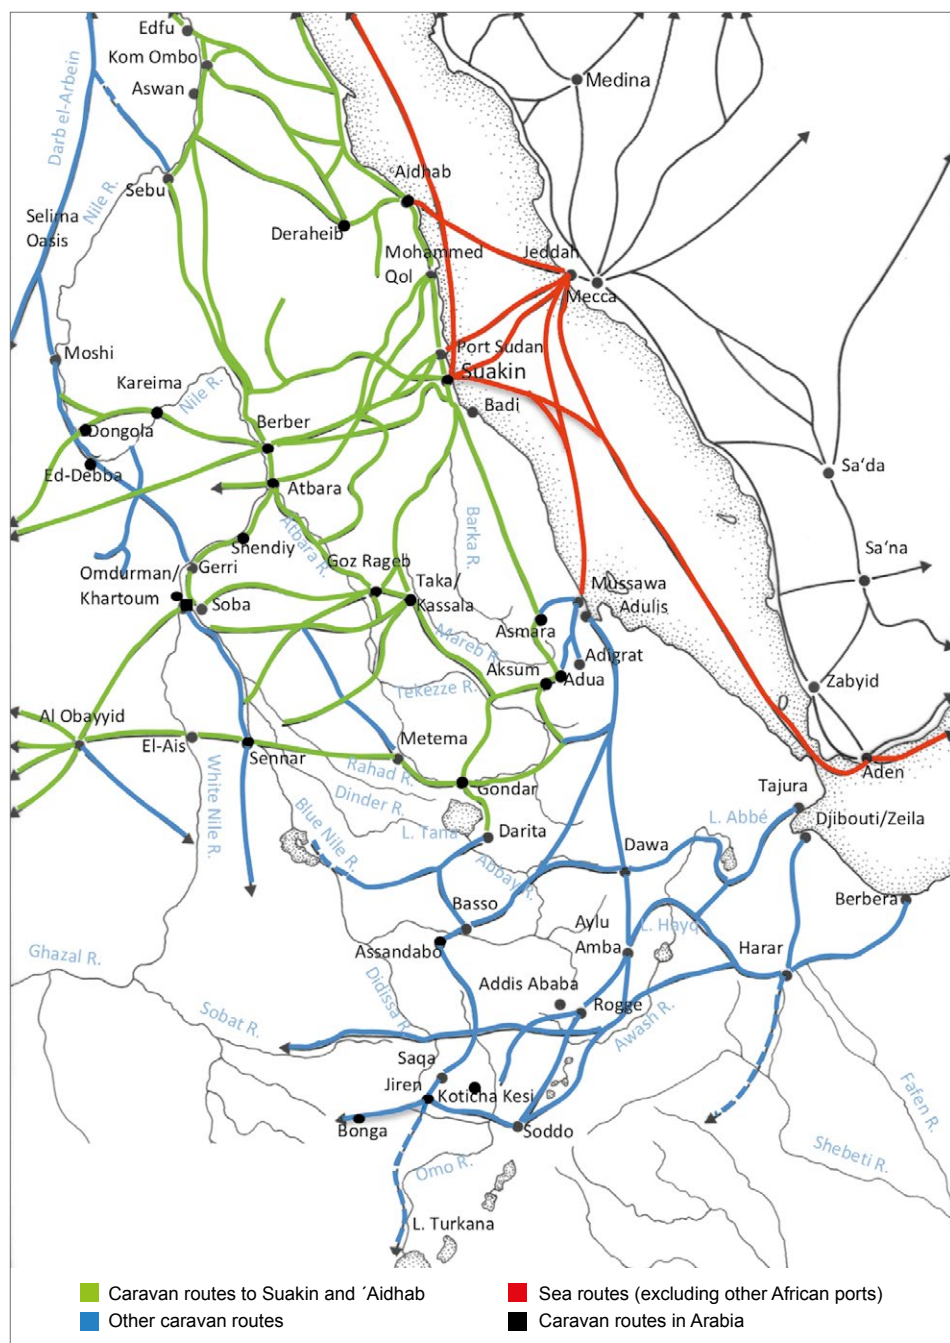 Edfu
Kom Ombo
Aswan
Medina
Darb el-Arbein
Sebu
Nile R.
Aidhab
Selima
Oasis
Deraheib
Mohammed
Qol
Jeddah
Mecca
Moshi
Port Sudan
Suakin
Kareima
Nile R.
Badi
Berber
Dongola
Ed-Debba
Sa'da
Atbara
Barka R.
Atbara R.
Shendiy
Sa'na
Gerri
Goz Rageb
Omdurman/
Khartoum
Soba
Taka/
Kassala
Mussawa
Adulis
Asmara
Mareb R.
Adigrat
Aksum
Adua
Tekezze R.
Zabyid
Al Obayyid
El-Ais
Sennar
Metema
Rahad R.
Gondar
Aden
White Nile R.
Dinder R.
Blue Nile R.
L. Tana
Darita
Tajura
Djibouti/Zeila
L. Abbé
Abbay R.
Dawa
Basso
Berbera
Aylu
Amba
L. Hayq
Assandabo
Harar
Ghazal R.
Didissa R.
Addis Ababa
Rogge
Sobat R.
Awash R.
Saqa
Jiren
Koticha Kesi
Fafen R.
Bonga
Soddo
Shebeti R.
Omo R.
L. Turkana
Caravan routes to Suakin and ´Aidhab
Other caravan routes
Sea routes (excluding other African ports)
Caravan routes in Arabia